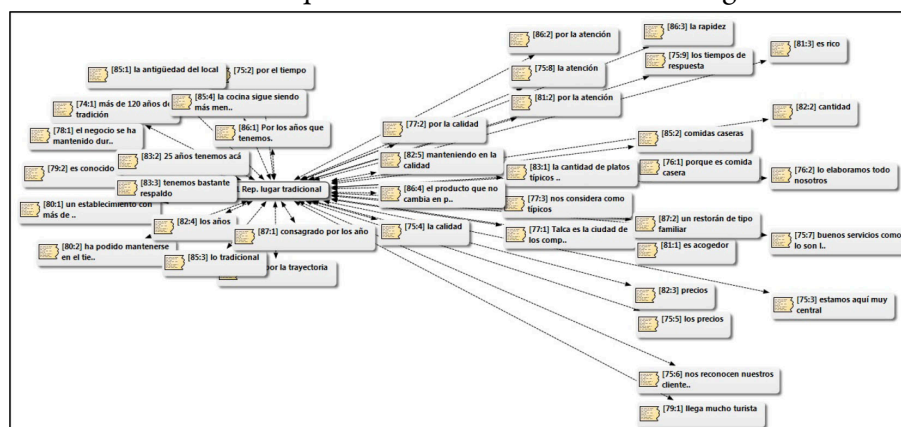 [86:2] por la atención
[86:3] la rapidez
[81:3] es rico
[85:1] la antigüedad del local
[75:2] por el tiempo
[75:8] la atención
[75:9] los tiempos de
respuesta
[74:1] más de 120 años de
tradición
[85:4] la cocina sigue siendo
más men..
[81:2] por la atención
[82:2] cantidad
[86:1] Por los años que
tenemos.
[77:2] por la calidad
[85:2] comidas caseras
[78:1] el negocio se ha
mantenido dur..
[83:2] 25 años tenemos acá
[82:5] manteniendo en la
calidad
[83:1] la cantidad de platos
típicos ..
[76:1] porque es comida
casera
[76:2] lo elaboramos todo
nosotros
[79:2] es conocido
[83:3] tenemos bastante
respaldo
Rep. lugar tradicional
[86:4] el producto que no
cambia en p..
[77:3] nos considera como
típicos
[80:1] un establecimiento con
más de ..
[82:4] los años
[87:1] consagrado por los año
[75:4] la calidad
[77:1] Talca es la ciudad de
los comp..
[87:2] un restorán de tipo
familiar
[75:7] buenos servicios como
lo son l..
[80:2] ha podido mantenerse
en el tie..
[85:3] lo tradicional
por la trayectoria
[81:1] es acogedor
[82:3] precios
[75:3] estamos aquí muy
central
[75:5] los precios
[75:6] nos reconocen nuestros
cliente..
[79:1] llega mucho turista